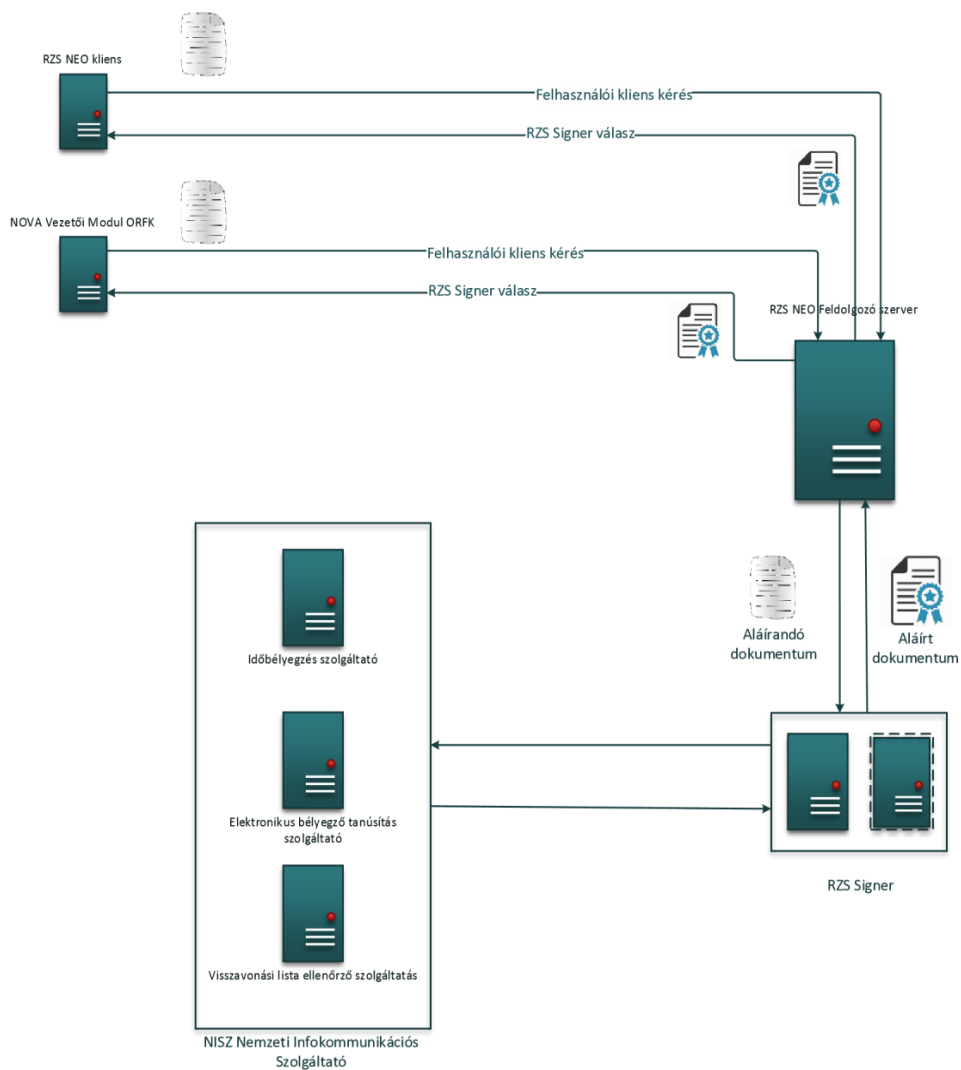 RZS NEO kliens
Felhasználói kliens kérés
RZS Signer válasz
NOVA Vezetői Modul ORFK
Felhasználói kliens kérés
RZS Signer válasz
RZS NEO Feldolgozó szerver
Aláírandó
dokumentum
Aláírt
dokumentum
Időbélyegzés szolgáltató
Elektronikus bélyegző tanúsítás
szolgáltató
Visszavonási lista ellenőrző szolgáltatás
RZS Signer
NISZ Nemzeti Infokommunikációs
Szolgáltató